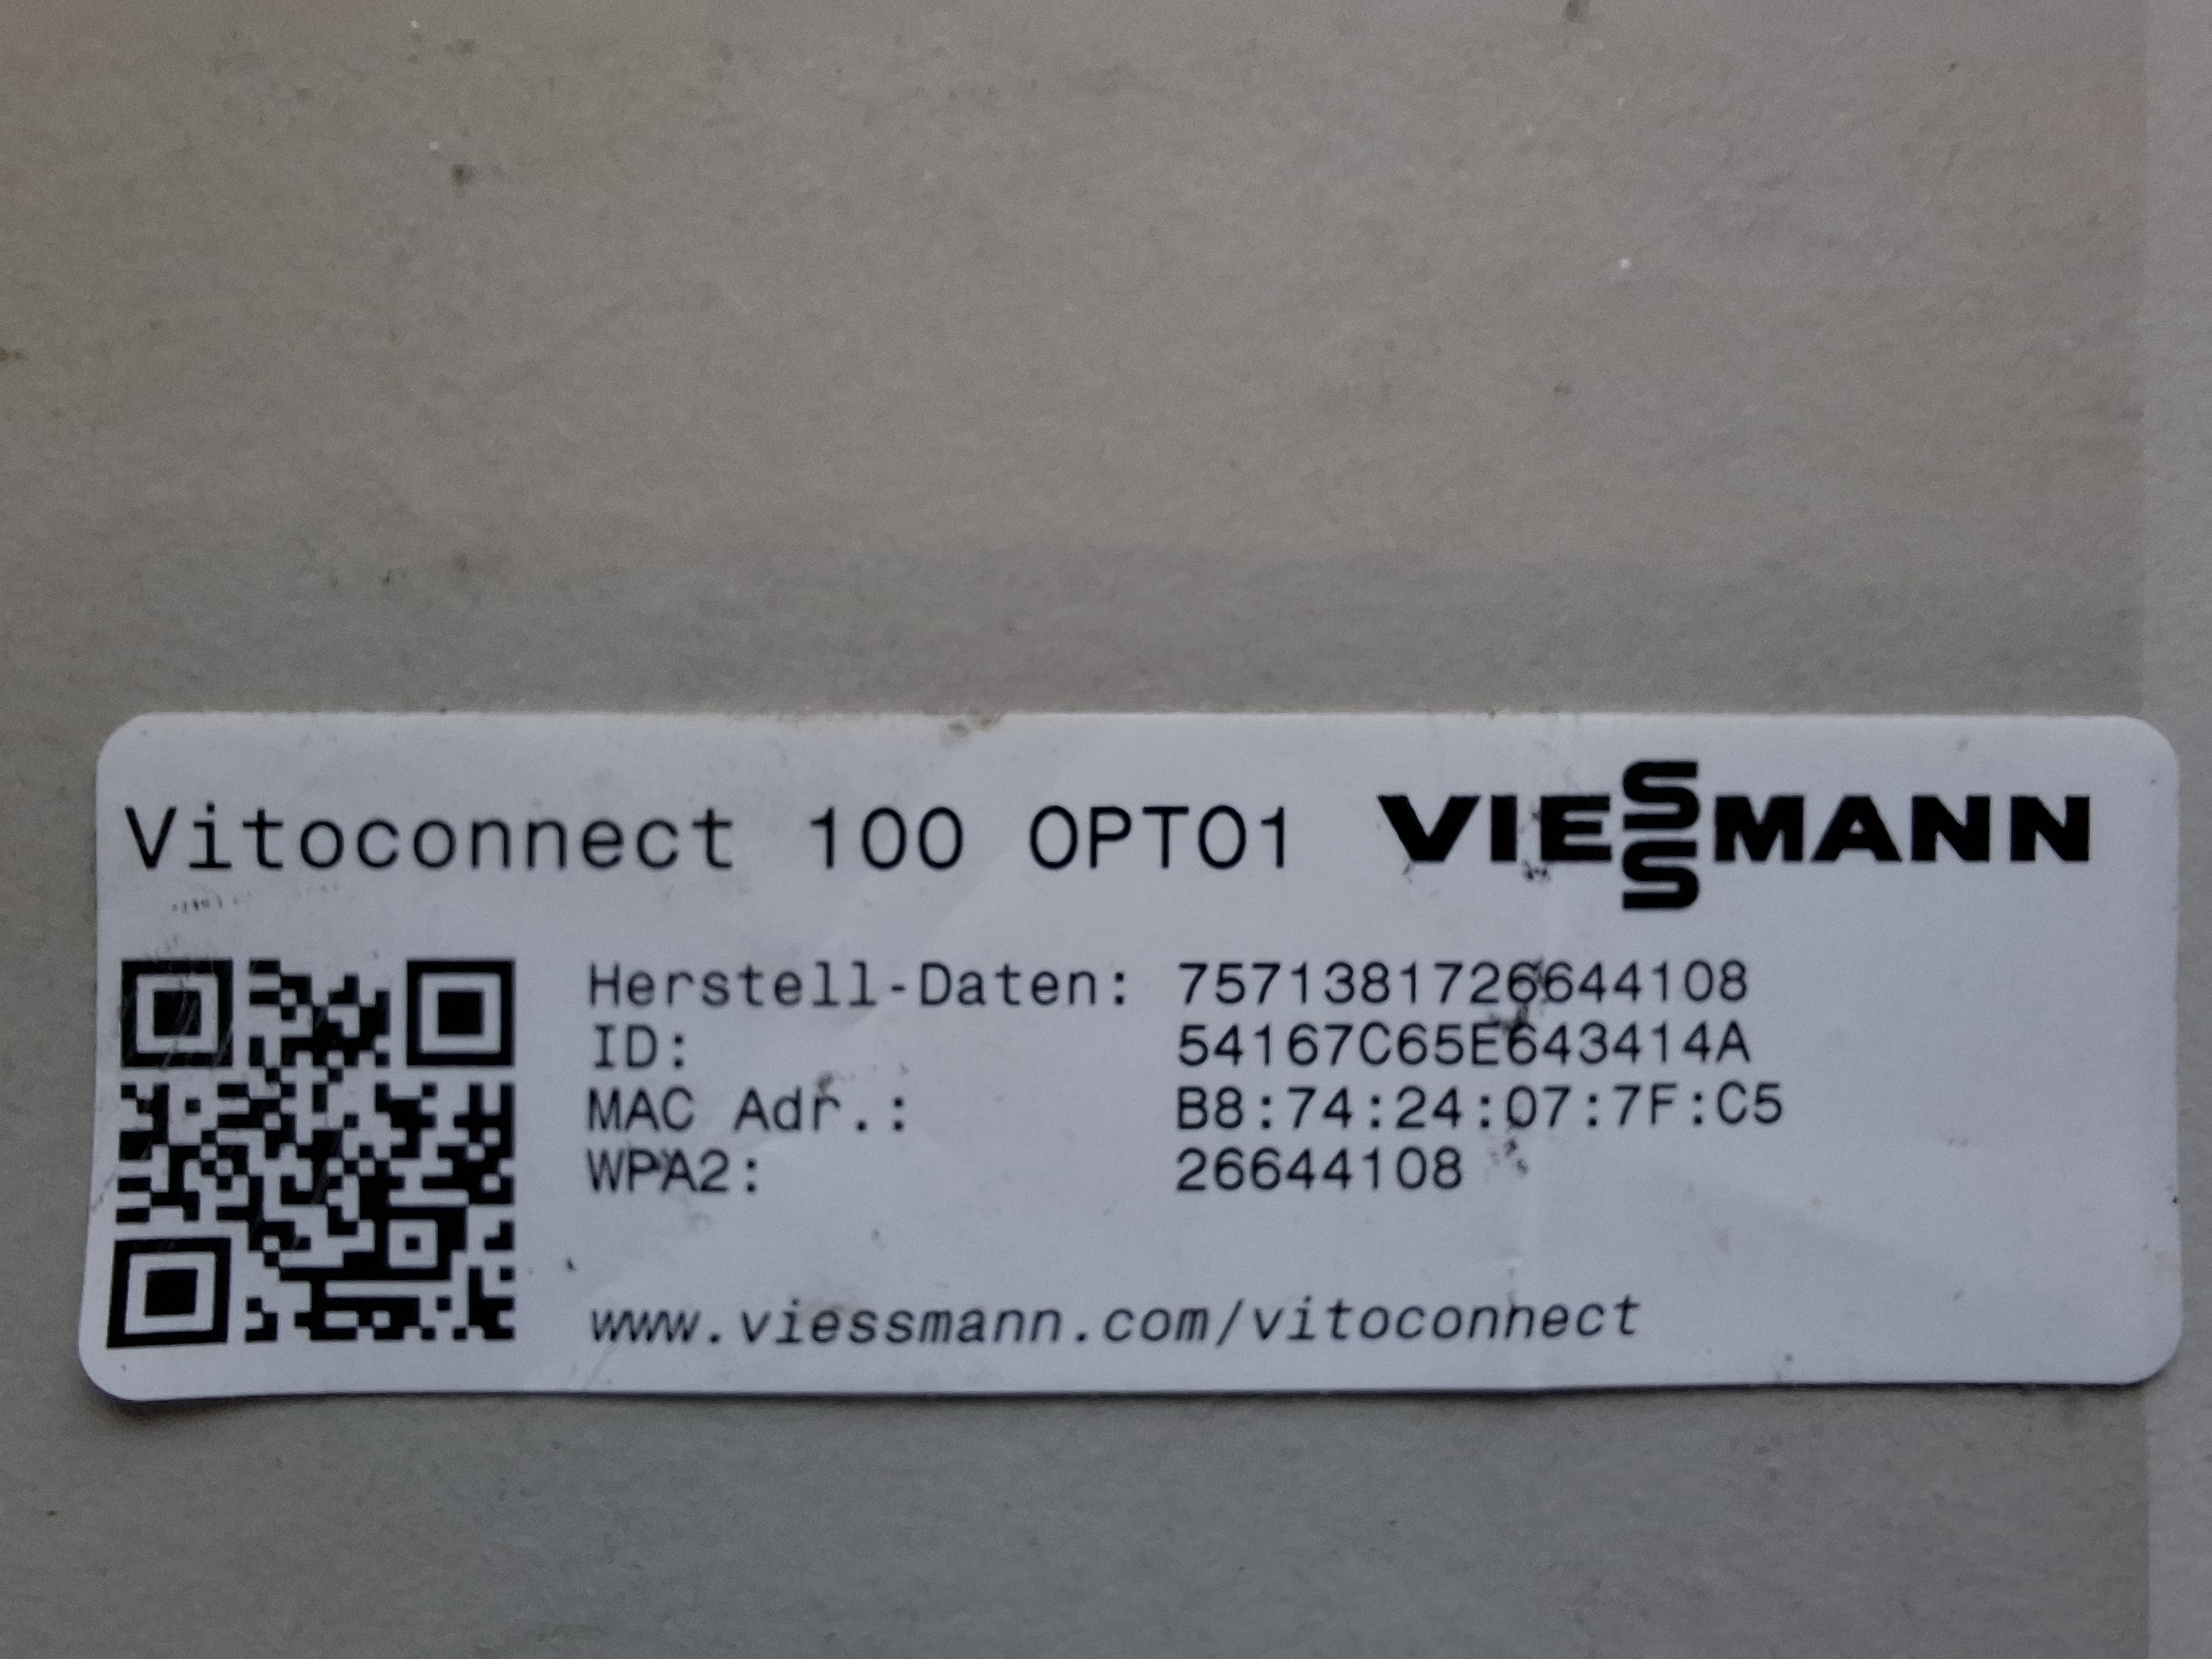 Vitoconnect 100 OPTO1 VIESSMANN
Herstell-Daten: 7571381726644108
ID: 54167C65E643414A
MAC Adr.: B8:74:24:07:7F:C5
WPA2: 26644108
www.viessmann.com/vitoconnect